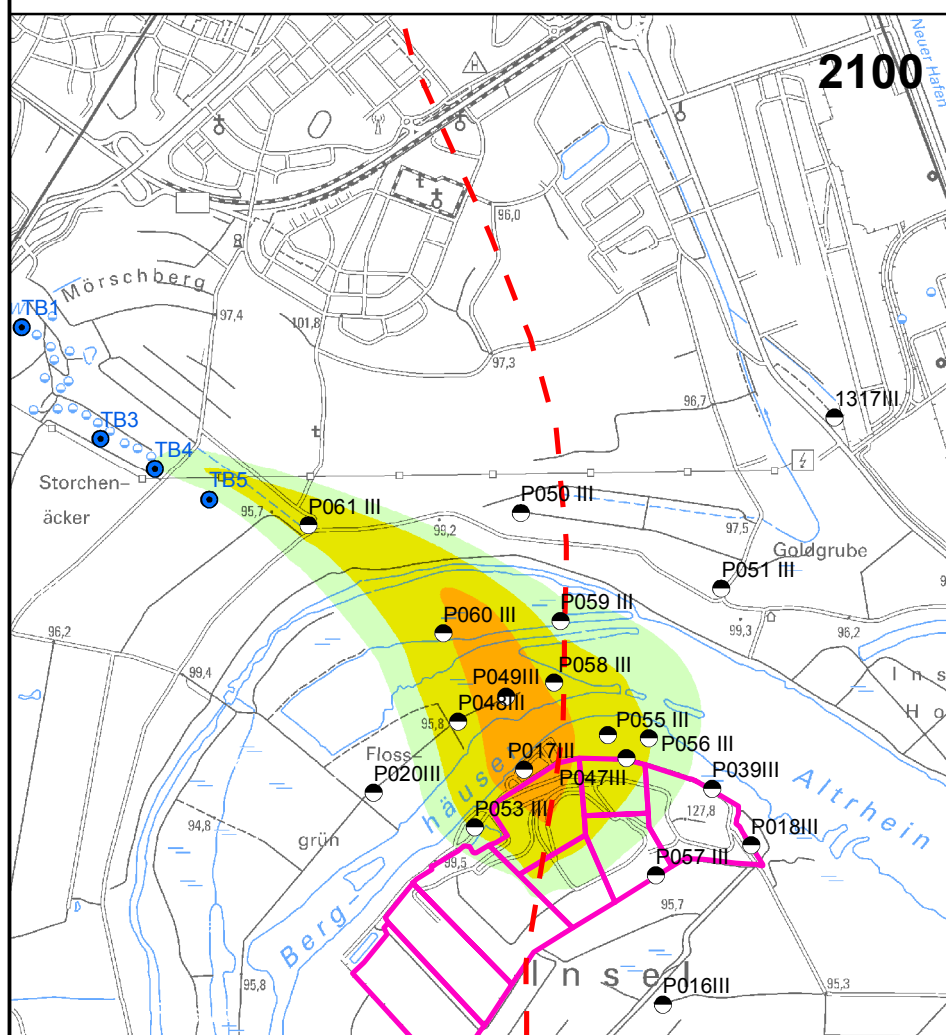 2100
Neuer Hafen
H
96,0
Mörschberg
TB1
97,4
101,8
97,3
96,7
1317III
TB3
TB4
TB5
Storchen-
äcker
95,7
P061 III
99,2
P050 III
97,5
Goldgrube
P051 III
96,2
99,3
96,2
P059 III
P060 III
99,4
P058 III
P049III
P048III
95,8
Floss-
grün
P055 III
P056 III
P017III
P047III
P020III
P039III
Altrhein
127,8
94,8
P053 III
P018III
99,5
P057 III
Berg-
häuser
95,7
95,8
Insel
P016III
95,3
Ins
Ho